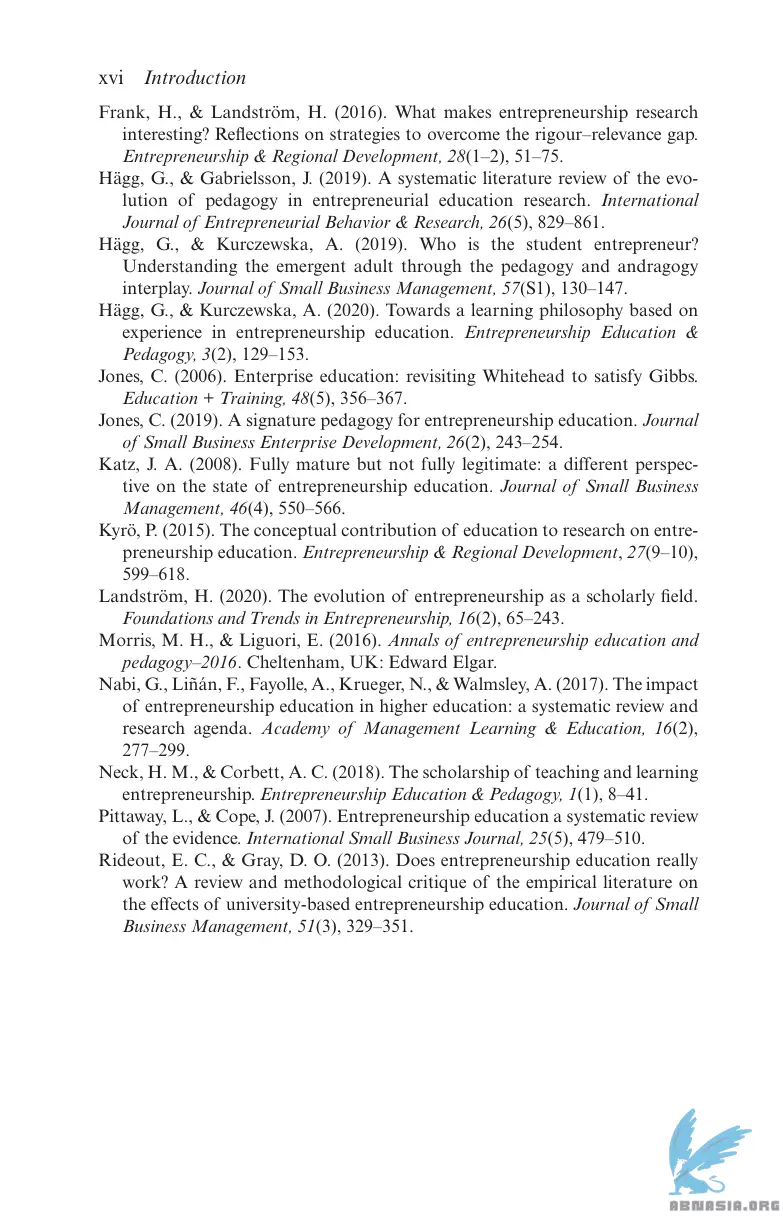 xvi Introduction
Frank, H., & Landström, H. (2016). What makes entrepreneurship research
interesting? Reflections on strategies to overcome the rigour–relevance gap.
Entrepreneurship & Regional Development, 28(1–2), 51–75.
Hägg, G., & Gabrielsson, J. (2019). A systematic literature review of the evo-
lution of pedagogy in entrepreneurial education research. International
Journal of Entrepreneurial Behavior & Research, 26(5), 829–861.
Hägg, G., & Kurczewska, A. (2019). Who is the student entrepreneur?
Understanding the emergent adult through the pedagogy and andragogy
interplay. Journal of Small Business Management, 57(S1), 130–147.
Hägg, G., & Kurczewska, A. (2020). Towards a learning philosophy based on
experience in entrepreneurship education. Entrepreneurship Education &
Pedagogy, 3(2), 129–153.
Jones, C. (2006). Enterprise education: revisiting Whitehead to satisfy Gibbs.
Education + Training, 48(5), 356–367.
Jones, C. (2019). A signature pedagogy for entrepreneurship education. Journal
of Small Business Enterprise Development, 26(2), 243–254.
Katz, J. A. (2008). Fully mature but not fully legitimate: a different perspec-
tive on the state of entrepreneurship education. Journal of Small Business
Management, 46(4), 550–566.
Kyrö, P. (2015). The conceptual contribution of education to research on entre-
preneurship education. Entrepreneurship & Regional Development, 27(9–10),
599–618.
Landström, H. (2020). The evolution of entrepreneurship as a scholarly field.
Foundations and Trends in Entrepreneurship, 16(2), 65–243.
Morris, M. H., & Liguori, E. (2016). Annals of entrepreneurship education and
pedagogy–2016. Cheltenham, UK: Edward Elgar.
Nabi, G., Liñán, F., Fayolle, A., Krueger, N., & Walmsley, A. (2017). The impact
of entrepreneurship education in higher education: a systematic review and
research agenda. Academy of Management Learning & Education, 16(2),
277–299.
Neck, H. M., & Corbett, A. C. (2018). The scholarship of teaching and learning
entrepreneurship. Entrepreneurship Education & Pedagogy, 1(1), 8–41.
Pittaway, L., & Cope, J. (2007). Entrepreneurship education a systematic review
of the evidence. International Small Business Journal, 25(5), 479–510.
Rideout, E. C., & Gray, D. O. (2013). Does entrepreneurship education really
work? A review and methodological critique of the empirical literature on
the effects of university-based entrepreneurship education. Journal of Small
Business Management, 51(3), 329–351.
ABNASIA.ORG